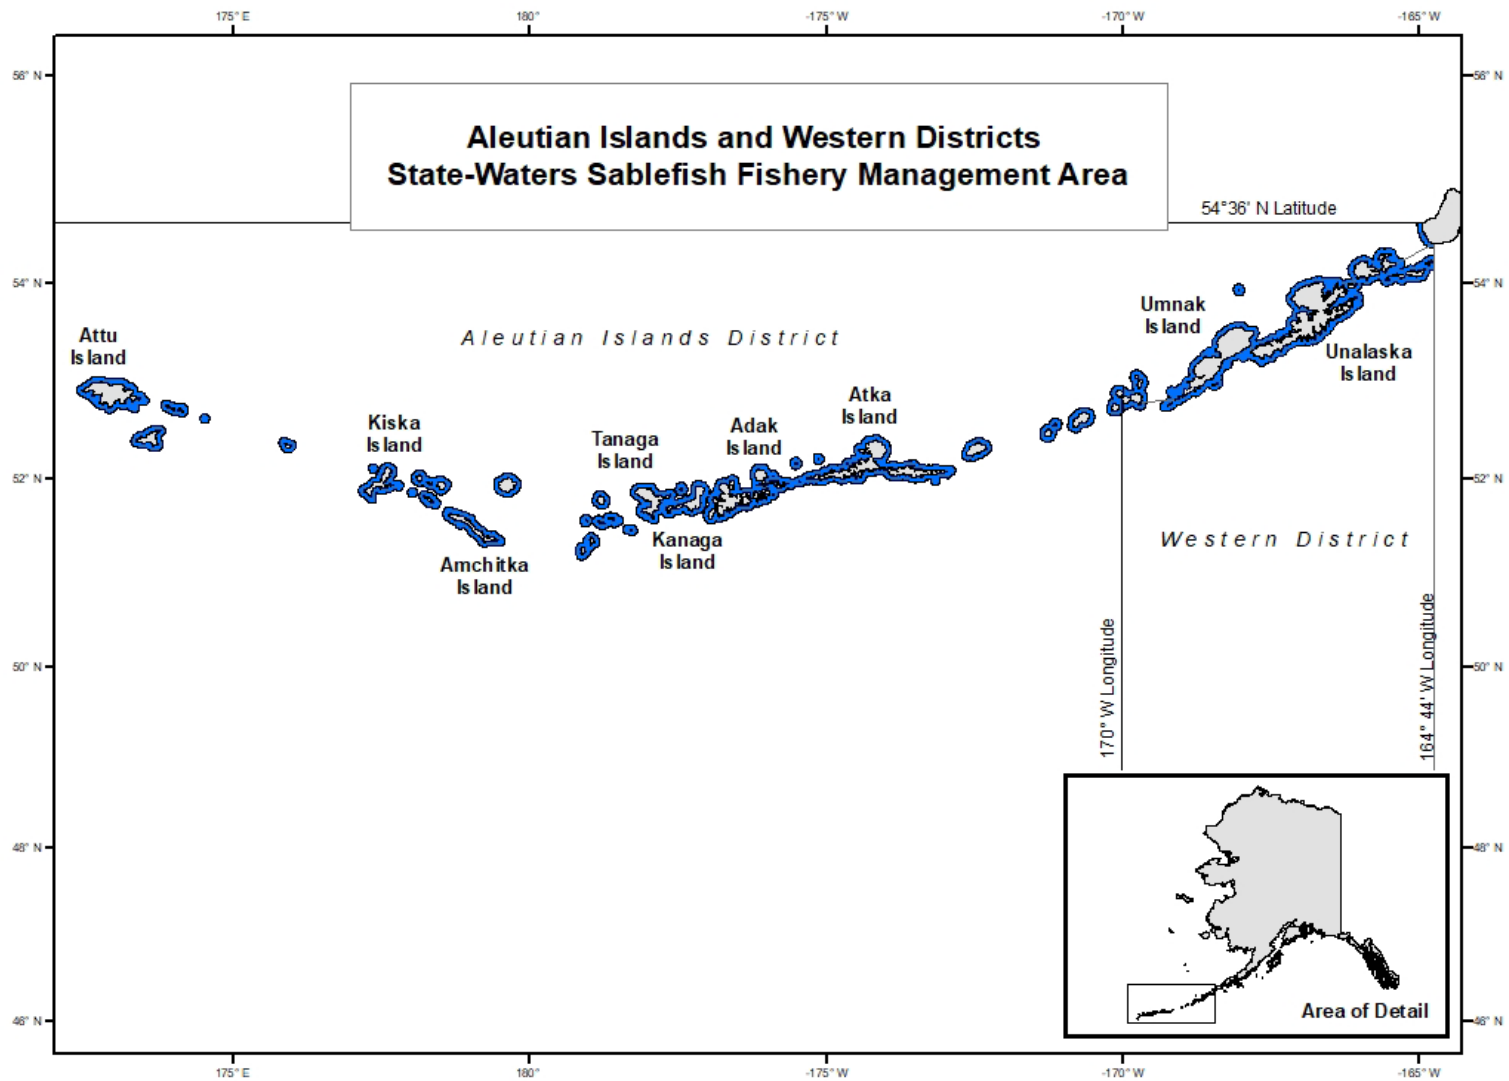 175° E
180°
-175° W
-170° W
-165° W
56° N
56° N
Aleutian Islands and Western Districts
State-Waters Sablefish Fishery Management Area
54°36' N Latitude
54° N
54° N
Umnak
Island
Attu
Island
Aleutian Islands District
Unalaska
Island
Kiska
Island
Tanaga
Island
Adak
Island
Atka
Island
52° N
52° N
Kanaga
Island
Amchitka
Island
Western District
170° W Longitude
164° 44' W Longitude
50° N
50° N
48° N
48° N
Area of Detail
46° N
46° N
175° E
180°
-175° W
-170° W
-165° W